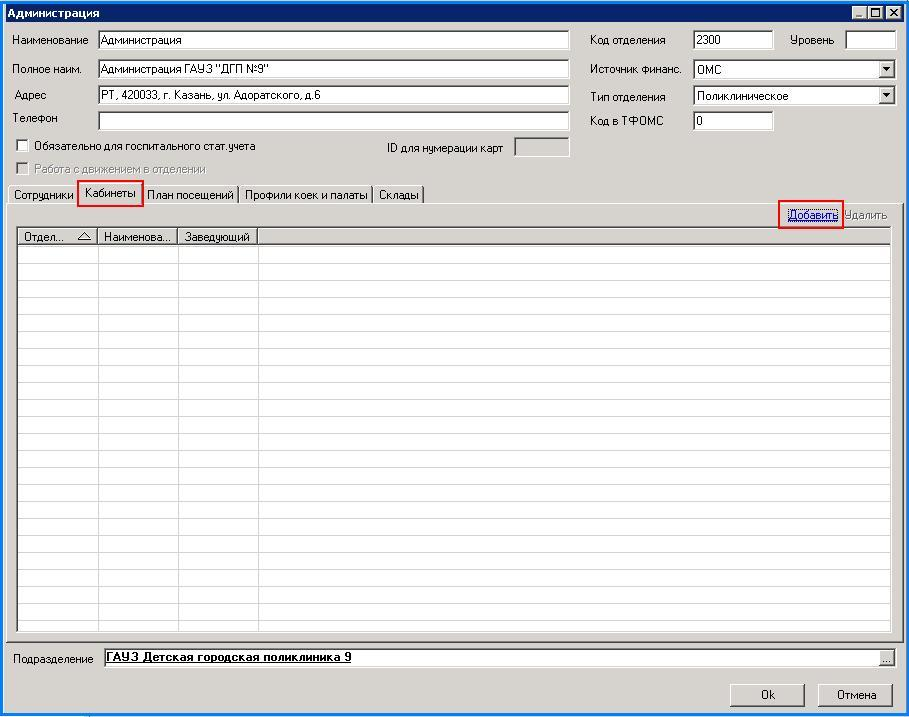 Администрация
Наименование Администрация Код отделения 2300 Уровень
Полное наим. Администрация ГАУЗ "ДГП №9" Источник финанс. ОМС
Адрес РТ, 420033, г. Казань, ул. Адоратского, д.6 Тип отделения Поликлиническое
Телефон Код в ТФОМС 0
Обязательно для госпитального стат.учета ID для нумерации карт
Работа с движением в отделении
Сотрудники Кабинеты План посещений Профили коек и палаты Склады
Добавить Удалить
Отдел... Наименова... Заведующий
Подразделение ГАУЗ Детская городская поликлиника 9 ...
Ok Отмена